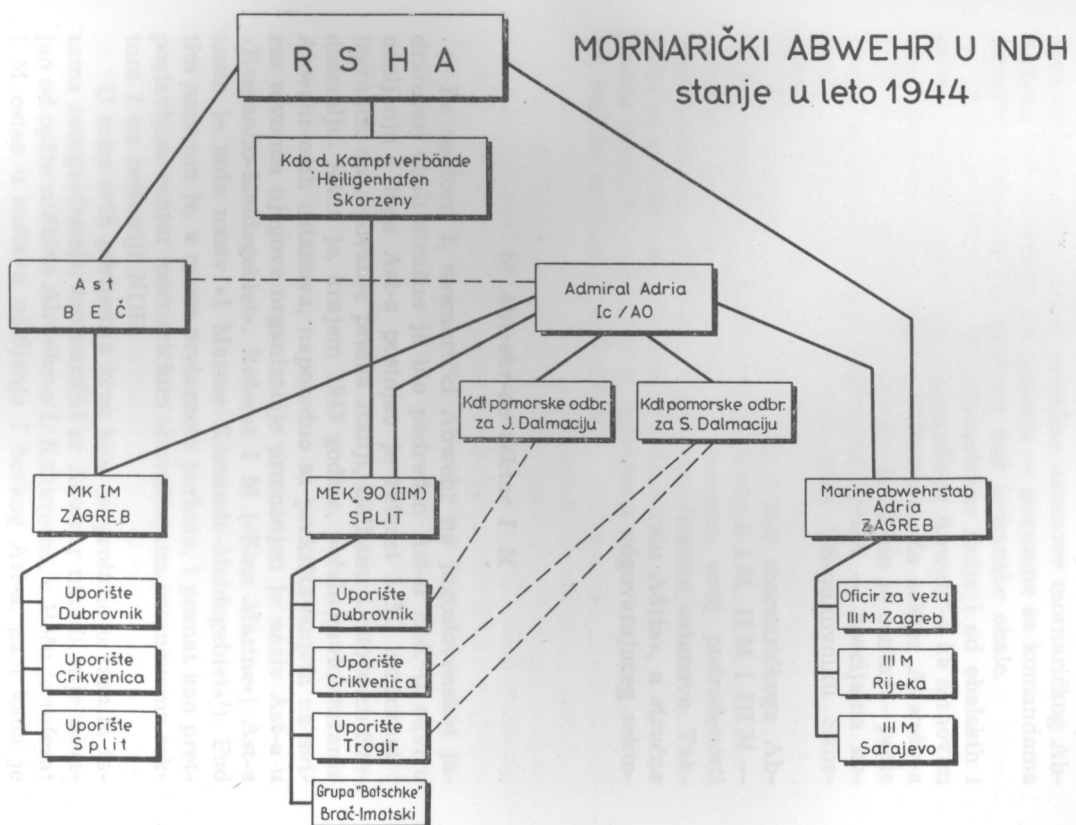 MORNARIČKI ABWEHR U NDH
stanje u leto 1944
RSHA
Kdo d. Kampfverbände
Heiligenhafen
Skorzeny
Ast
BEČ
Admiral Adria
Ic / AO
Kdt pomorske odbr.
za J. Dalmaciju
Kdt pomorske odbr.
za S. Dalmaciju
MK IM
ZAGREB
MEK 90 (IIM)
SPLIT
Marineabwehrstab
Adria
ZAGREB
Uporište
Dubrovnik
Uporište
Crikvenica
Uporište
Split
Uporište
Dubrovnik
Uporište
Crikvenica
Uporište
Trogir
Grupa "Botschke"
Brač-Imotski
Oficir za vezu
III M Zagreb
III M
Rijeka
III M
Sarajevo